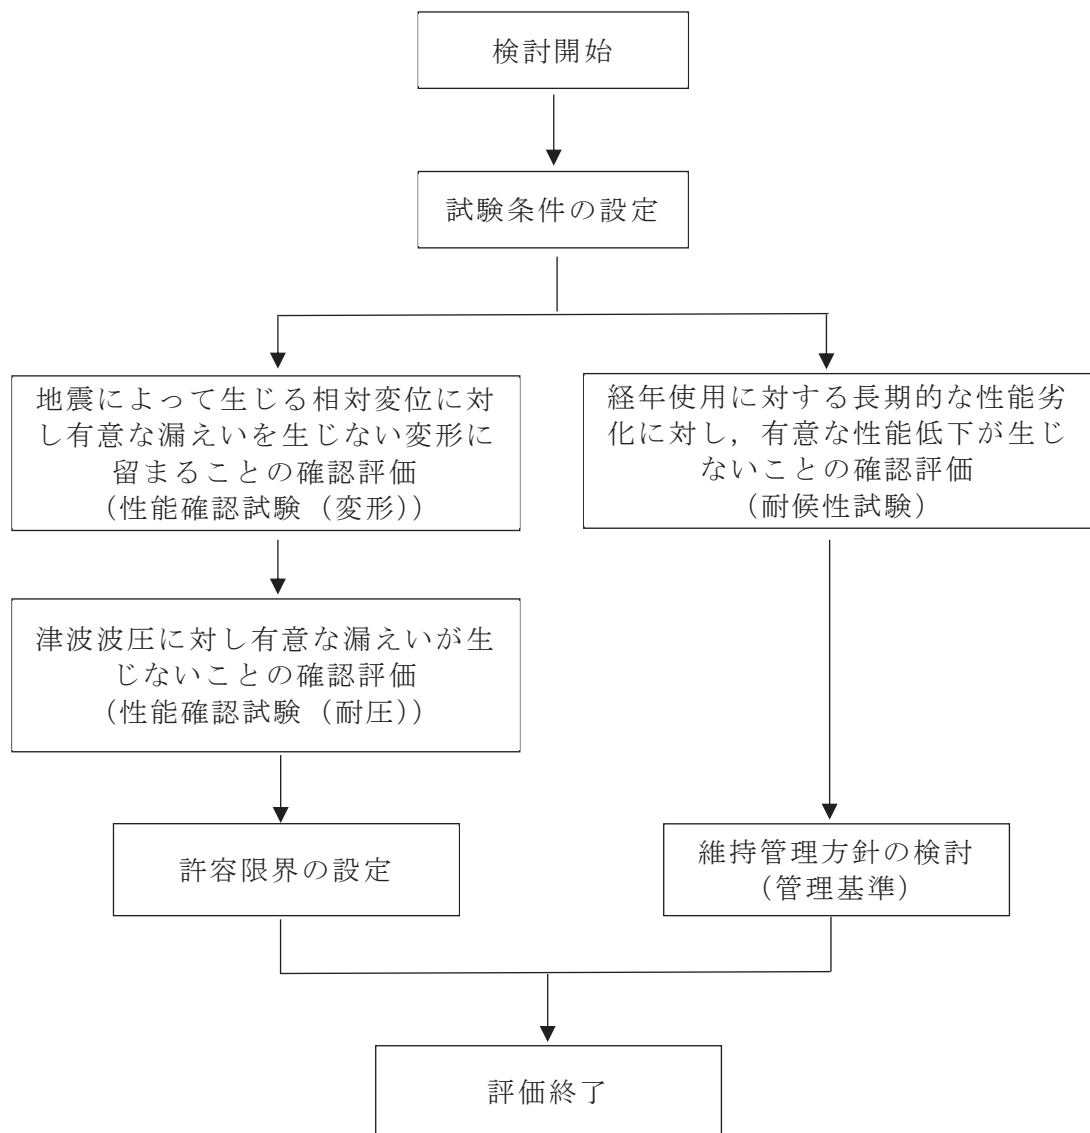 検討開始
試験条件の設定
地震によって生じる相対変位に対
し有意な漏えいを生じない変形に
留まることの確認評価
（性能確認試験（変形））
経年使用に対する長期的な性能劣
化に対し，有意な性能低下が生じ
ないことの確認評価
（耐候性試験）
津波波圧に対し有意な漏えいが生
じないことの確認評価
（性能確認試験（耐圧））
許容限界の設定
維持管理方針の検討
（管理基準）
評価終了